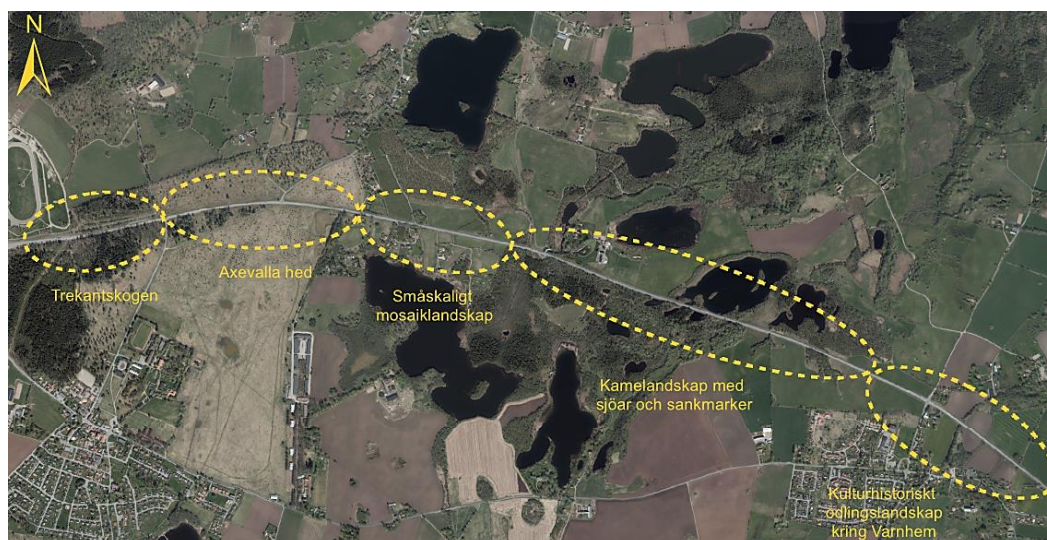 N
Axevalla hed
Trekantskogen
Småskaligt
mosaiklandskap
Kamelandskap med
sjöar och sankmarker
Kulturhistoriskt
odlingslandskap
kring Varnhem